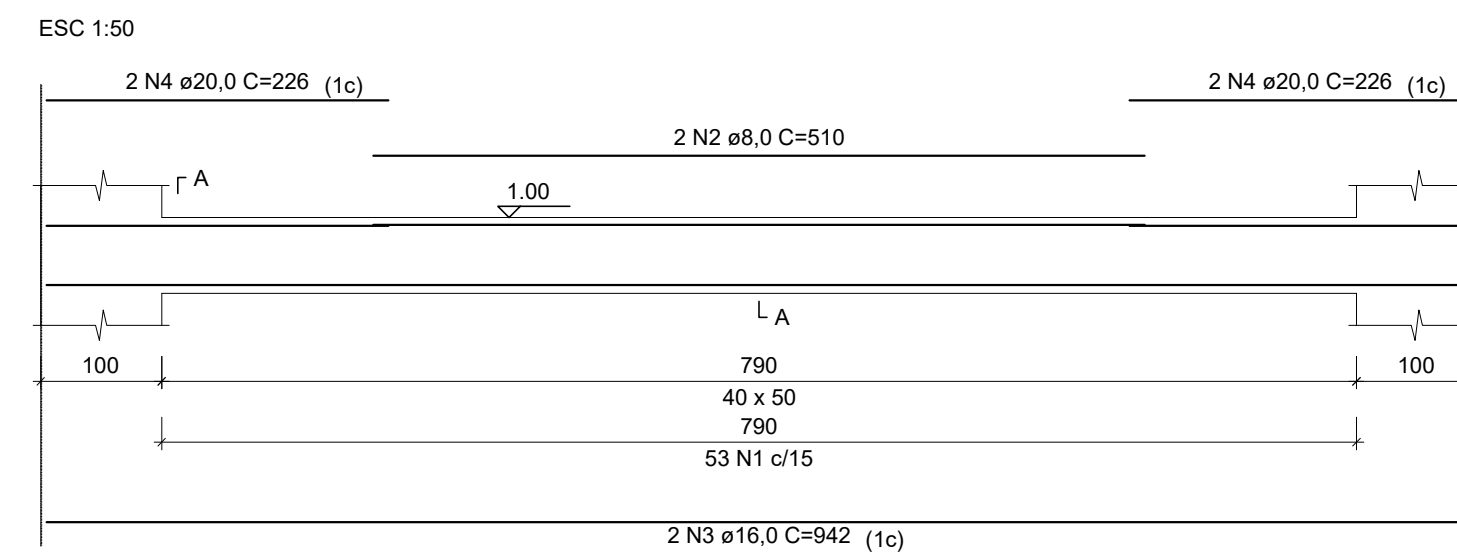 ESC 1:50
2 N4 ø20,0 C=226 (1c)
2 N4 ø20,0 C=226 (1c)
2 N2 ø8,0 C=510
A
1.00
A
100
790
100
40 x 50
790
53 N1 c/15
2 N3 ø16,0 C=942 (1c)